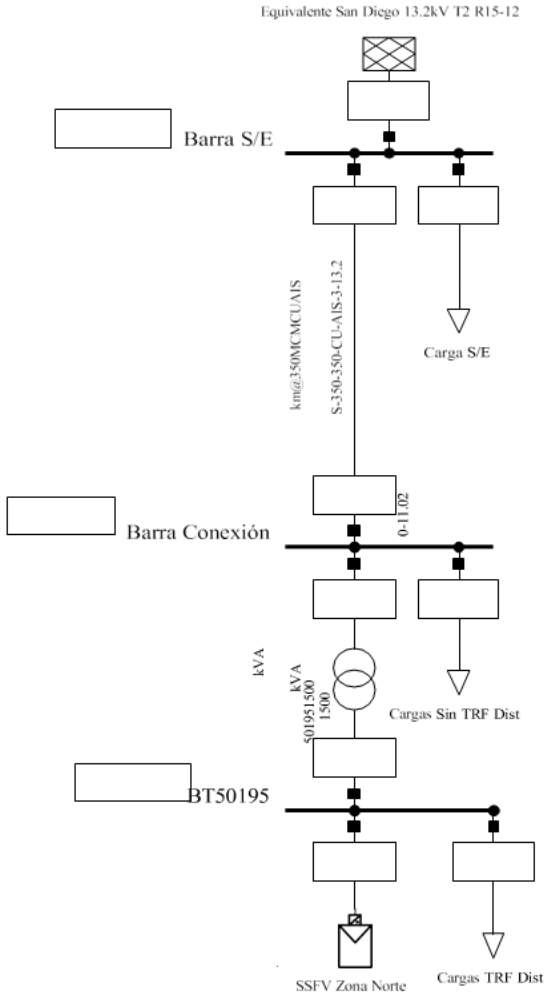 Equivalente San Diego 13.2kV T2 R15-12
Barra S/E
km@350MCMCUAIS
S-350-350-CU-AIS-3-13.2
Carga S/E
0-11.02
Barra Conexión
kVA
kVA
501951500
1500
Cargas Sin TRF Dist
BT50195
SSFV Zona Norte
Cargas TRF Dist